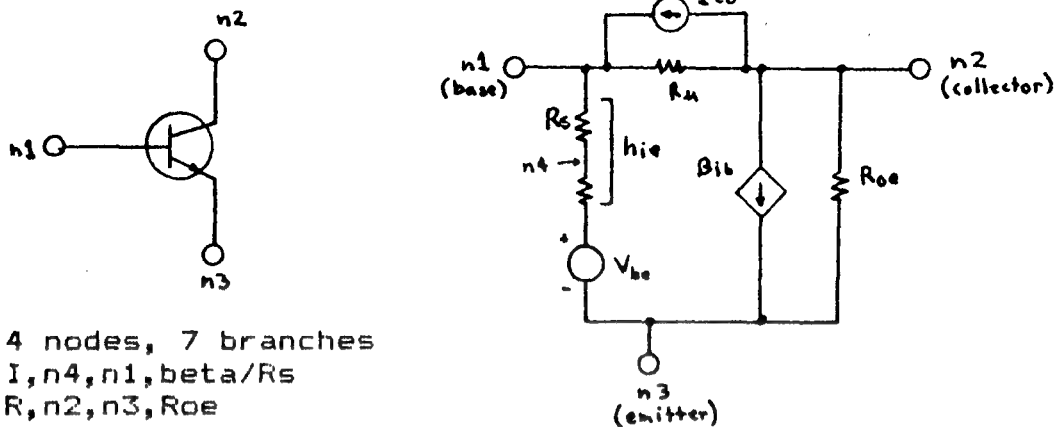 n2
n1
n3
4 nodes, 7 branches
I,n4,n1,beta/Rs
R,n2,n3,Roe
n1
(base)
Rμ
n2
(collector)
Rs
n4 →
hie
Bib
Roe
+
Vbe
-
n3
(emitter)